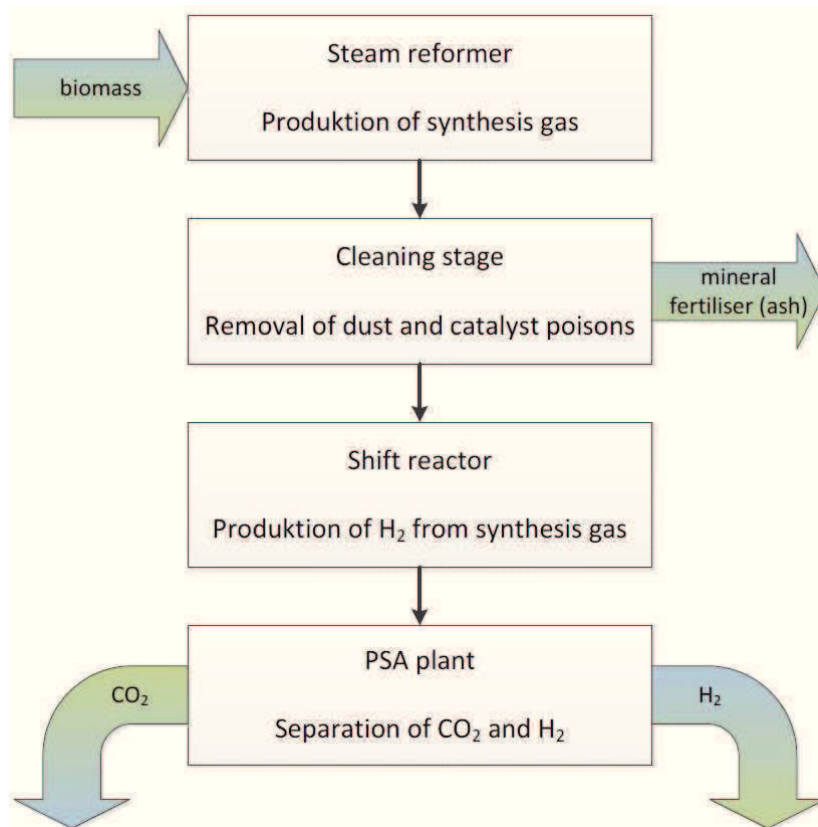 Steam reformer
biomass
Produktion of synthesis gas
Cleaning stage
Removal of dust and catalyst poisons
mineral
fertiliser (ash)
Shift reactor
Produktion of H₂ from synthesis gas
PSA plant
Separation of CO₂ and H₂
CO₂
H₂